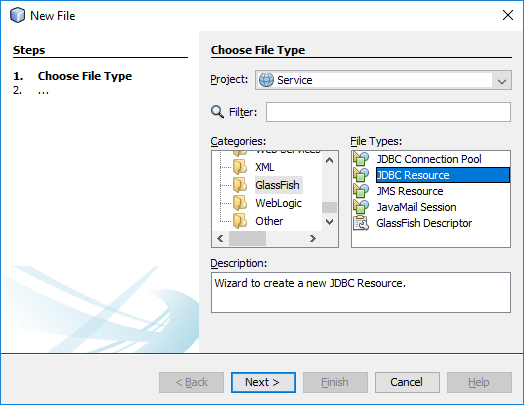 New File
Steps
1. Choose File Type
2. ...
Choose File Type
Project: Service
Filter:
Categories:
Web Services
XML
GlassFish
WebLogic
Other
File Types:
JDBC Connection Pool
JDBC Resource
JMS Resource
JavaMail Session
GlassFish Descriptor
Description:
Wizard to create a new JDBC Resource.
< Back
Next >
Finish
Cancel
Help